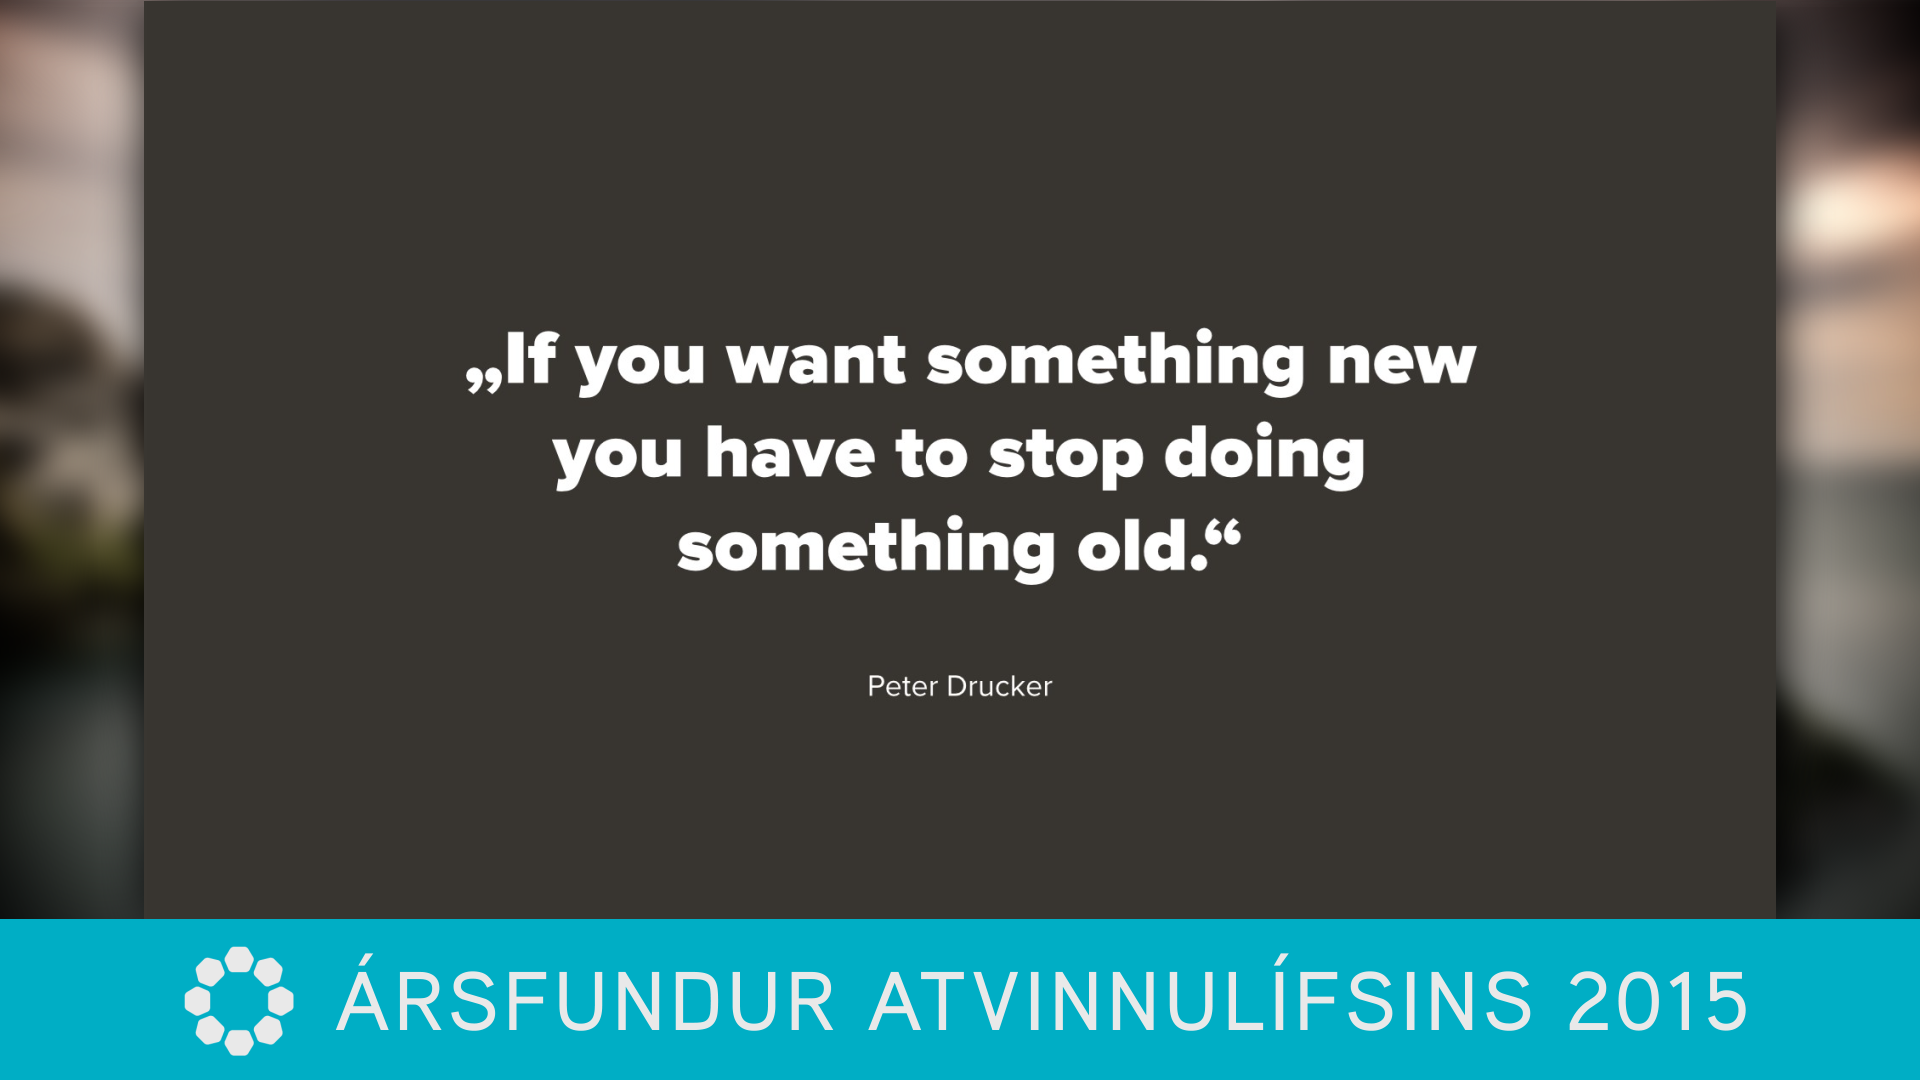 „If you want something new
you have to stop doing
something old.“
Peter Drucker
ÁRSFUNDUR ATVINNULÍFSINS 2015